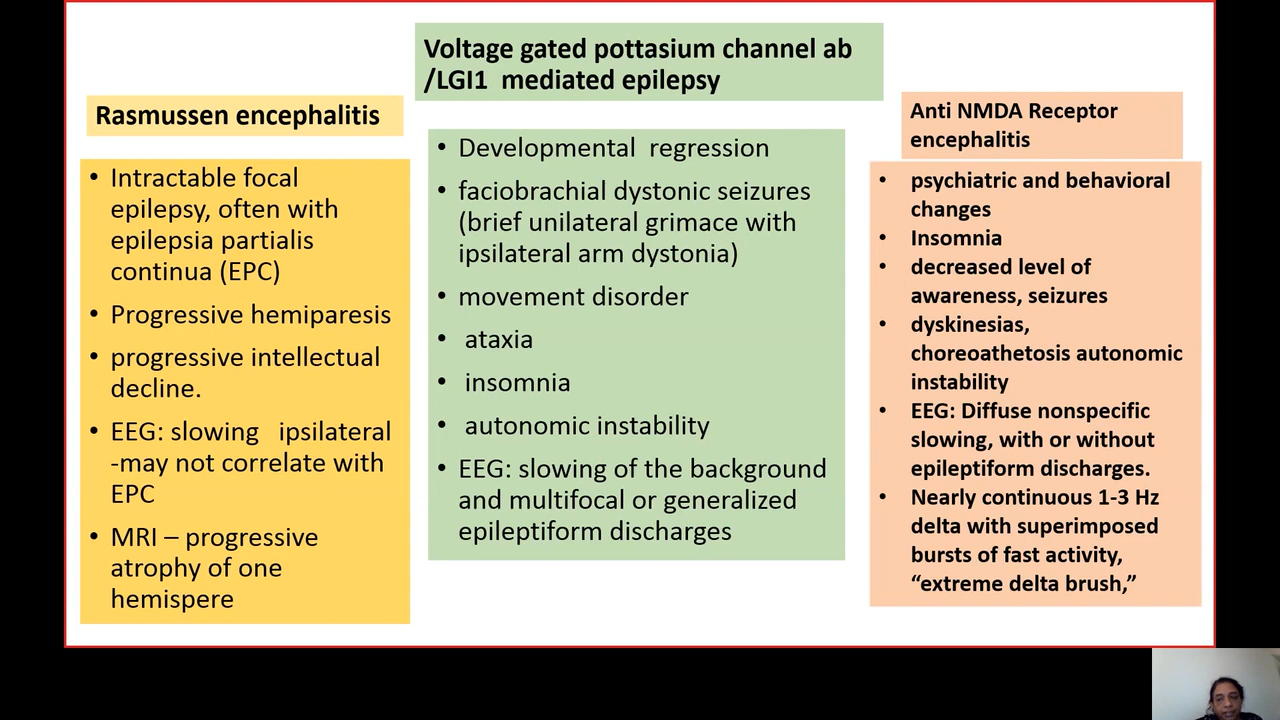 Voltage gated pottasium channel ab
/LGI1 mediated epilepsy
Rasmussen encephalitis
• Intractable focal
epilepsy, often with
epilepsia partialis
continua (EPC)
• Progressive hemiparesis
• progressive intellectual
decline.
• EEG: slowing ipsilateral
-may not correlate with
EPC
• MRI – progressive
atrophy of one
hemispere
• Developmental regression
• faciobrachial dystonic seizures
(brief unilateral grimace with
ipsilateral arm dystonia)
• movement disorder
• ataxia
• insomnia
• autonomic instability
• EEG: slowing of the background
and multifocal or generalized
epileptiform discharges
Anti NMDA Receptor
encephalitis
• psychiatric and behavioral
changes
• Insomnia
• decreased level of
awareness, seizures
• dyskinesias,
choreoathetosis autonomic
instability
• EEG: Diffuse nonspecific
slowing, with or without
epileptiform discharges.
• Nearly continuous 1-3 Hz
delta with superimposed
bursts of fast activity,
“extreme delta brush,”